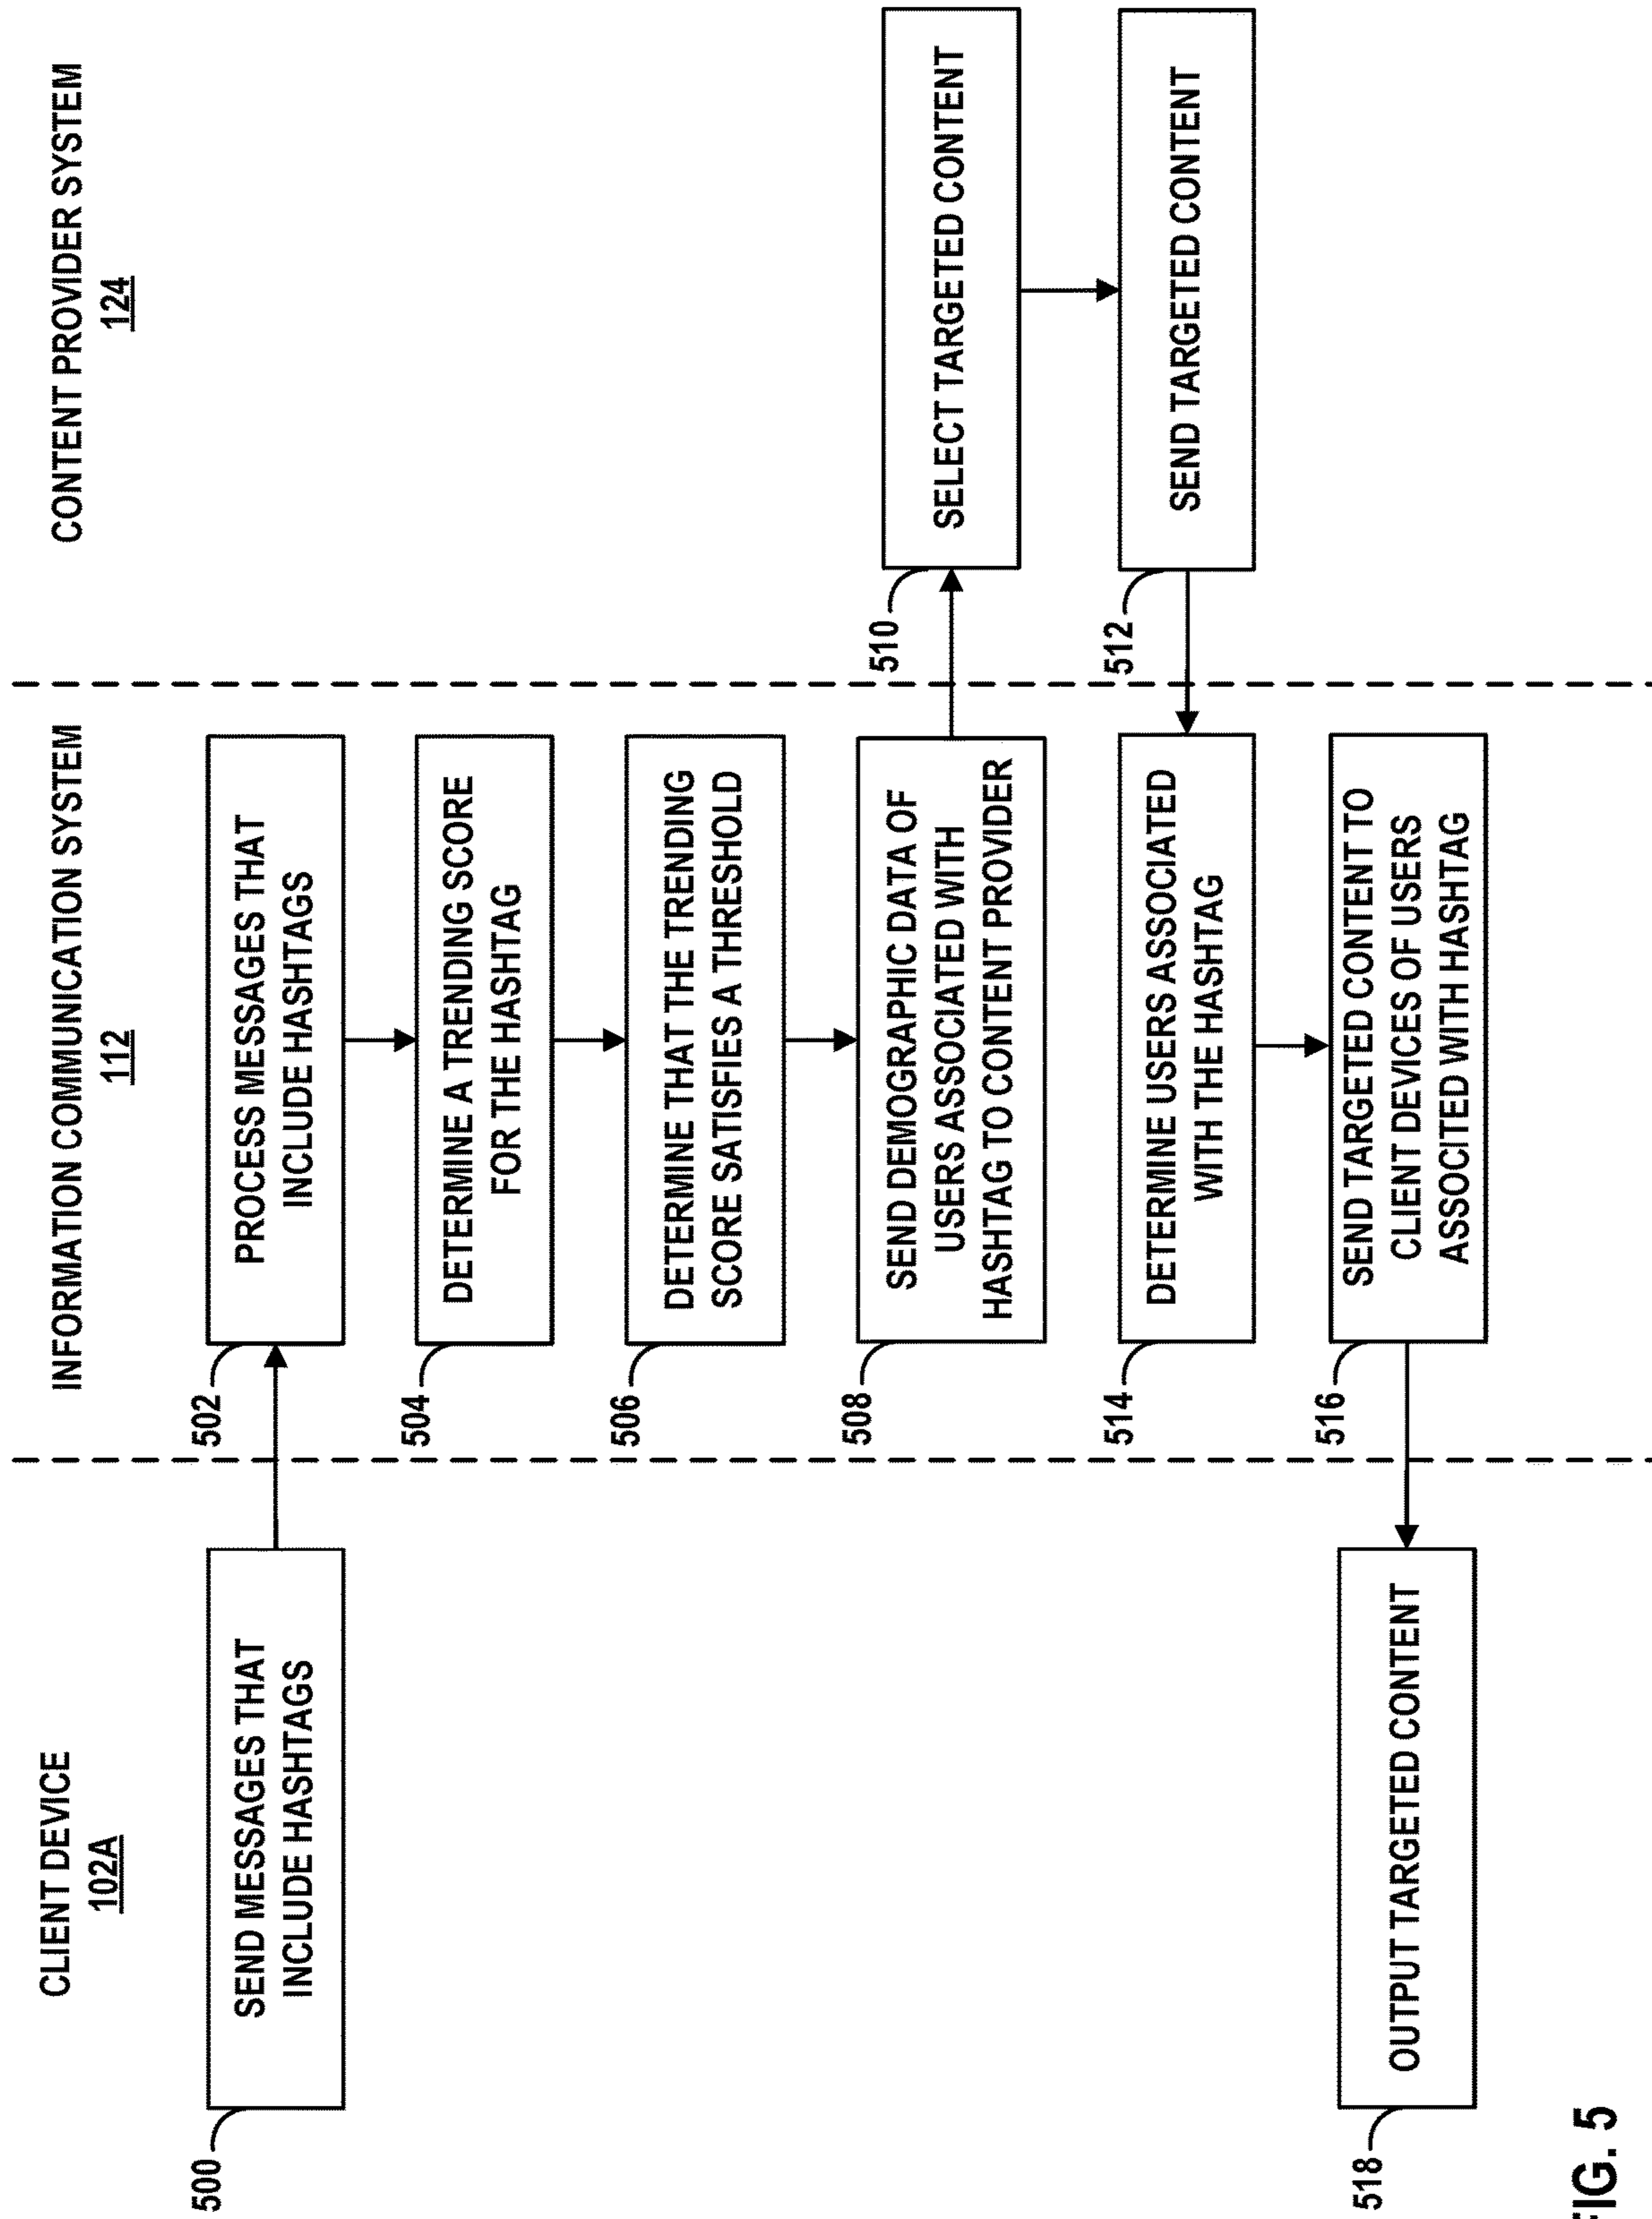 CLIENT DEVICE
102A
INFORMATION COMMUNICATION SYSTEM
112
CONTENT PROVIDER SYSTEM
124
500
SEND MESSAGES THAT
INCLUDE HASHTAGS
502
PROCESS MESSAGES THAT
INCLUDE HASHTAGS
504
DETERMINE A TRENDING SCORE
FOR THE HASHTAG
506
DETERMINE THAT THE TRENDING
SCORE SATISFIES A THRESHOLD
508
SEND DEMOGRAPHIC DATA OF
USERS ASSOCIATED WITH
HASHTAG TO CONTENT PROVIDER
510
SELECT TARGETED CONTENT
512
SEND TARGETED CONTENT
514
DETERMINE USERS ASSOCIATED
WITH THE HASHTAG
516
SEND TARGETED CONTENT TO
CLIENT DEVICES OF USERS
ASSOCITED WITH HASHTAG
518
OUTPUT TARGETED CONTENT
FIG. 5